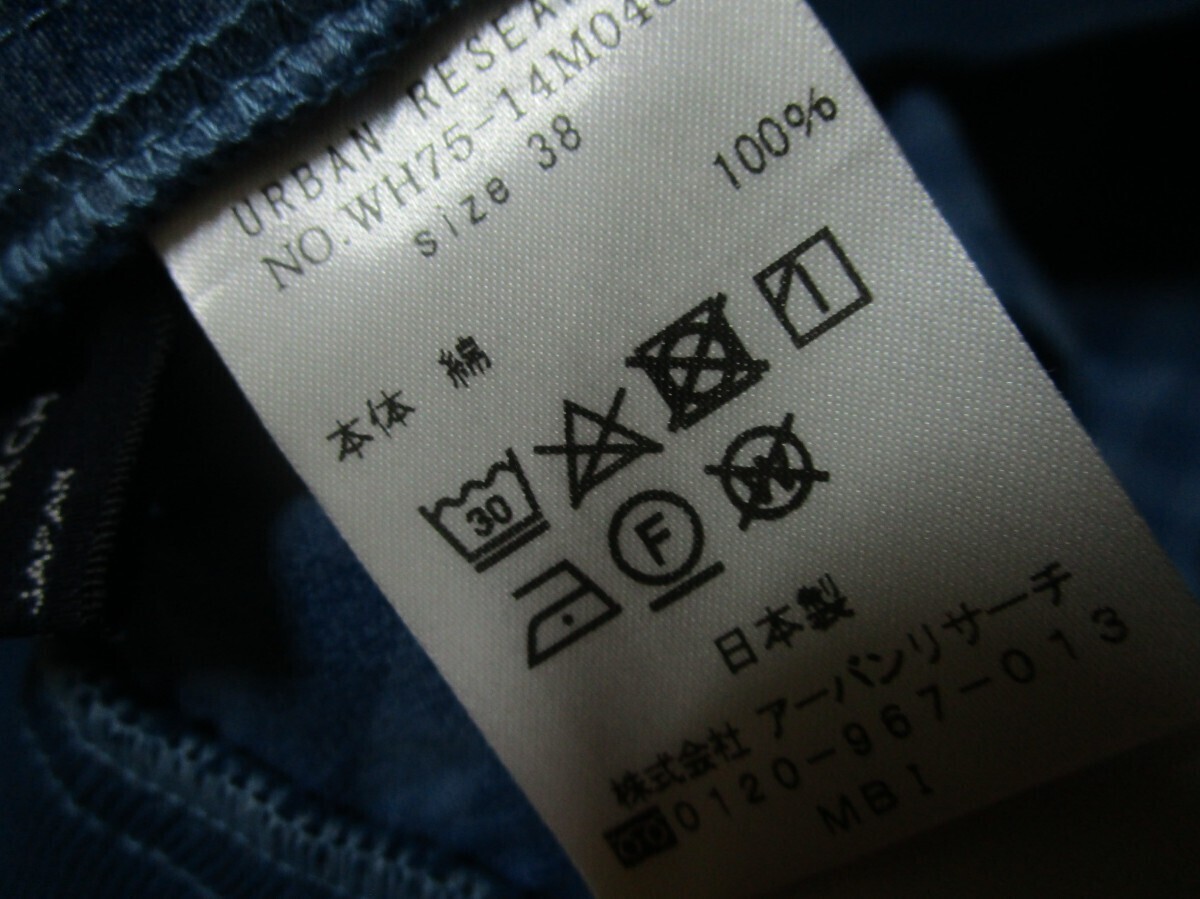 URBAN RESEA
NO.WH75-14M04
size 38
本体 綿 100%
30
F
W
日本製
株式会社 アーバンリサーチ
0120-967-013
MBI
JAPAN